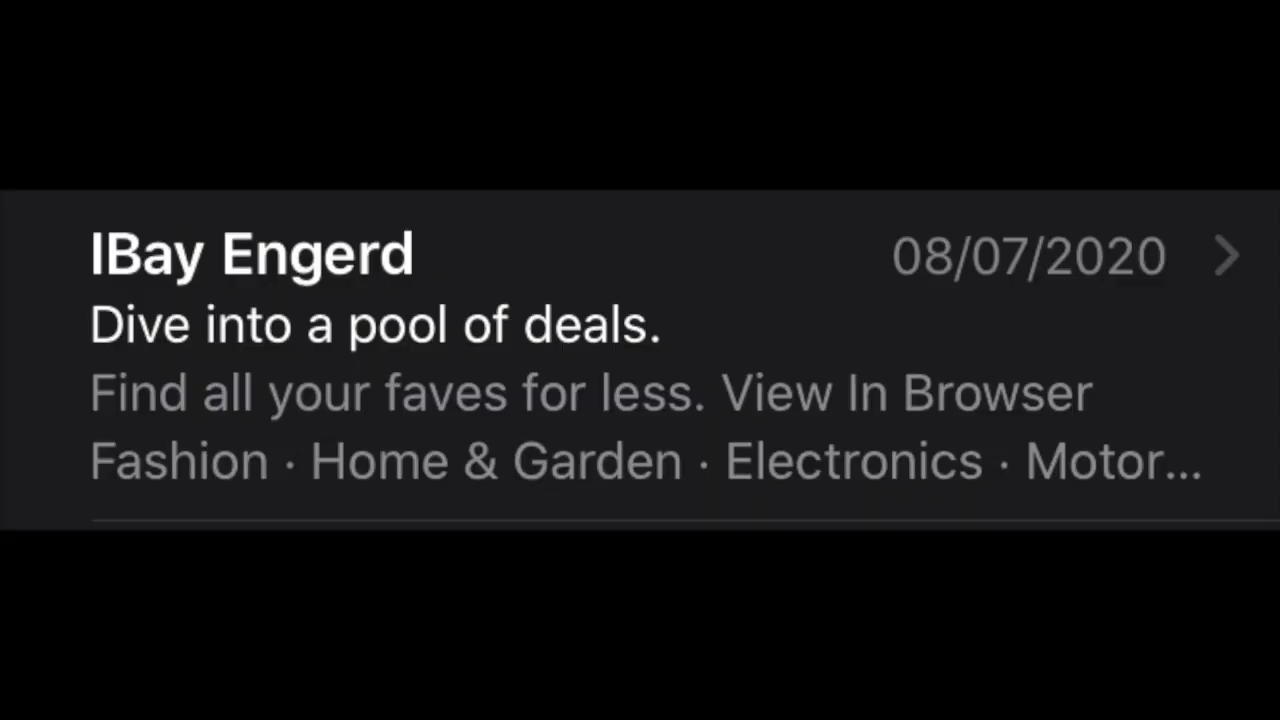 IBay Engerd
08/07/2020
Dive into a pool of deals.
Find all your faves for less. View In Browser
Fashion · Home & Garden · Electronics · Motor...